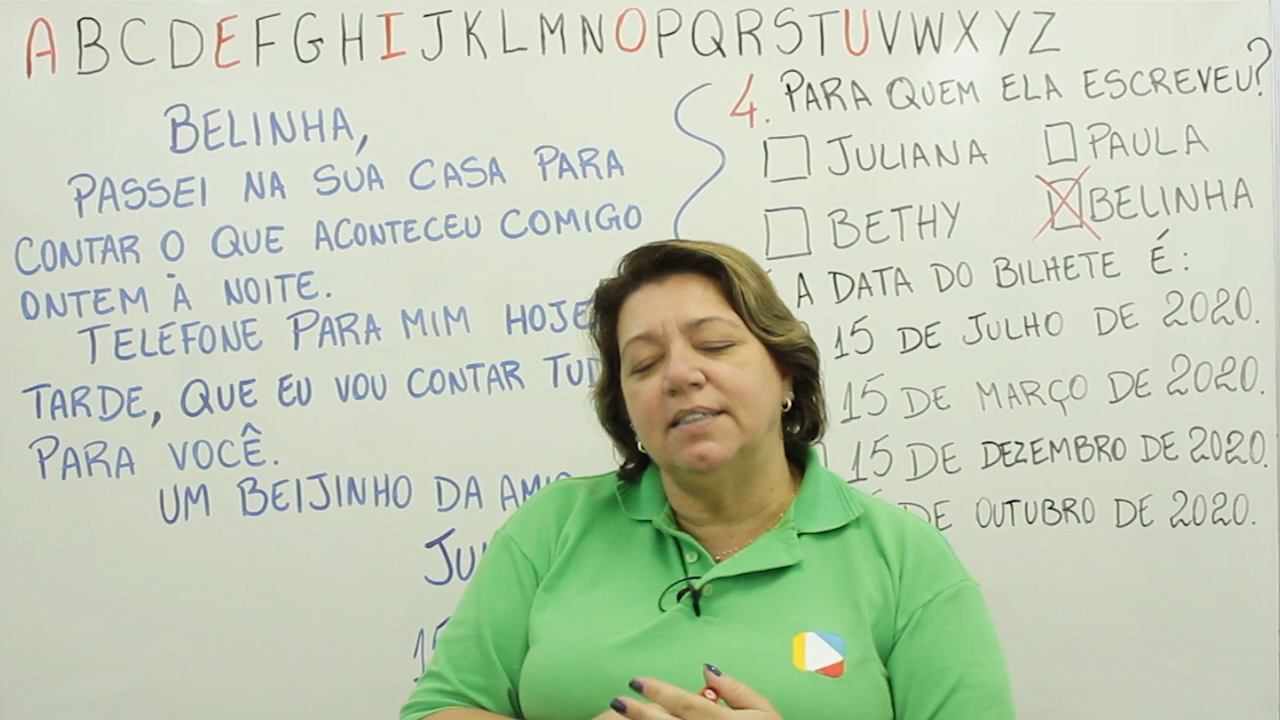 ABCDEFGHIJKLMNOPQRSTUVWXYZ
BELINHA,
PASSEI NA SUA CASA PARA
CONTAR O QUE ACONTECEU COMIGO
ONTEM À NOITE.
TELEFONE PARA MIM HOJE
TARDE, QUE EU VOU CONTAR
PARA VOCÊ.
UM BEIJINHO DA
15
4. PARA QUEM ELA ESCREVEU?
JULIANA PAULA
BETHY BELINHA
A DATA DO BILHETE É:
15 DE JULHO DE 2020.
15 DE MARÇO DE 2020.
15 DE DEZEMBRO DE 2020.
DE OUTUBRO DE 2020.